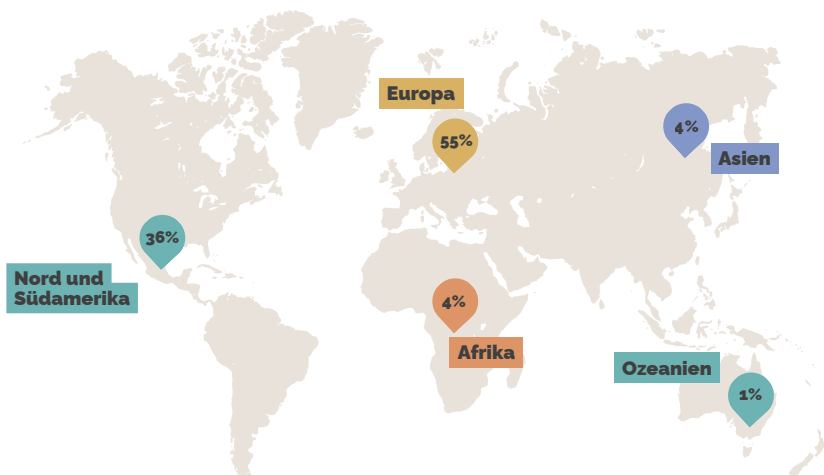 Europa
55%
4%
Asien
36%
Nord und
Südamerika
4%
Afrika
Ozeanien
1%